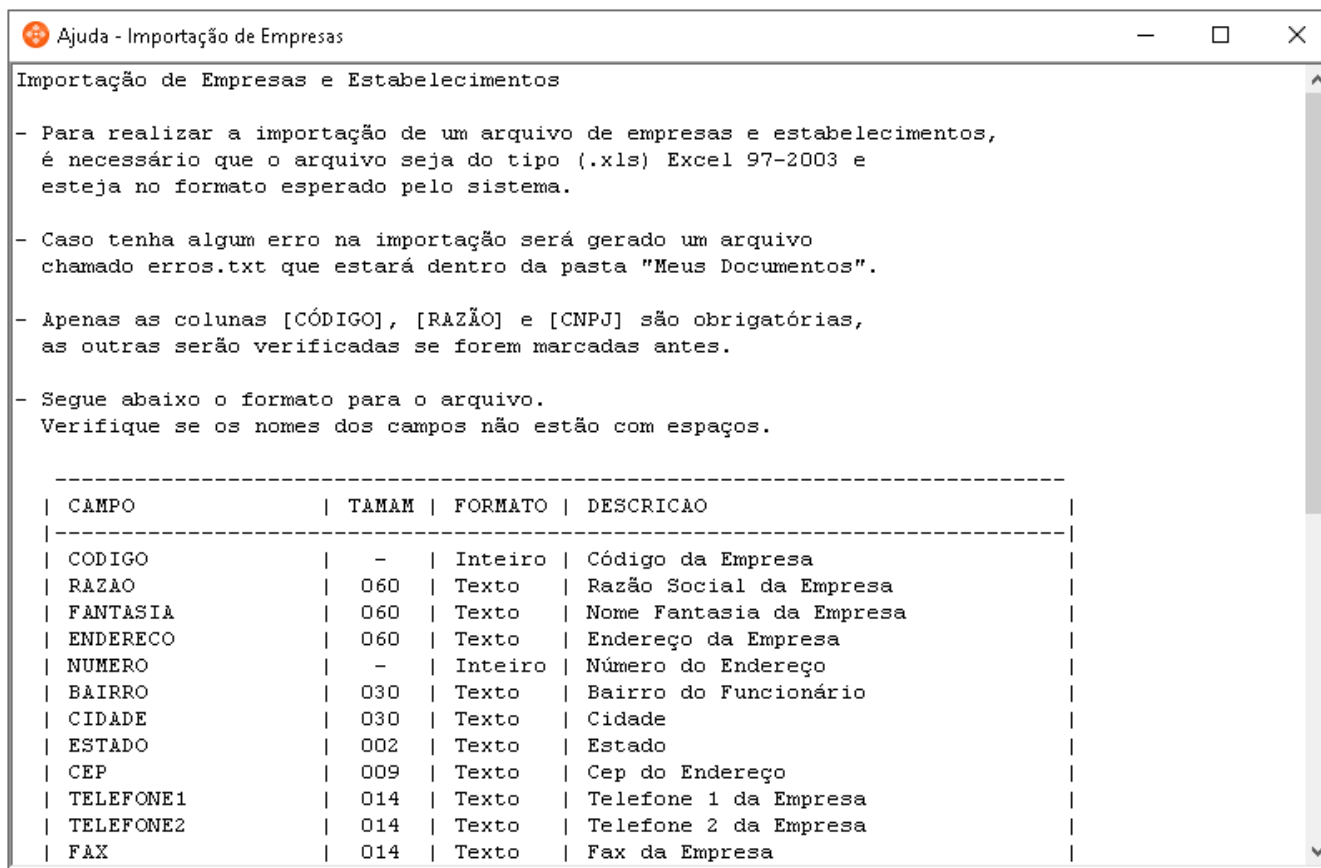 Ajuda - Importação de Empresas
Importação de Empresas e Estabelecimentos
- Para realizar a importação de um arquivo de empresas e estabelecimentos,
é necessário que o arquivo seja do tipo (.xls) Excel 97-2003 e
esteja no formato esperado pelo sistema.
- Caso tenha algum erro na importação será gerado um arquivo
chamado erros.txt que estará dentro da pasta "Meus Documentos".
- Apenas as colunas [CÓDIGO], [RAZÃO] e [CNPJ] são obrigatórias,
as outras serão verificadas se forem marcadas antes.
- Segue abaixo o formato para o arquivo.
Verifique se os nomes dos campos não estão com espaços.
----------------------------------------------------------------------------
| CAMPO | TAMAM | FORMATO | DESCRICAO |
|----------------------------------------------------------------------------|
| CODIGO | - | Inteiro | Código da Empresa |
| RAZAO | 060 | Texto | Razão Social da Empresa |
| FANTASIA | 060 | Texto | Nome Fantasia da Empresa |
| ENDERECO | 060 | Texto | Endereço da Empresa |
| NUMERO | - | Inteiro | Número do Endereço |
| BAIRRO | 030 | Texto | Bairro do Funcionário |
| CIDADE | 030 | Texto | Cidade |
| ESTADO | 002 | Texto | Estado |
| CEP | 009 | Texto | Cep do Endereço |
| TELEFONE1 | 014 | Texto | Telefone 1 da Empresa |
| TELEFONE2 | 014 | Texto | Telefone 2 da Empresa |
| FAX | 014 | Texto | Fax da Empresa |